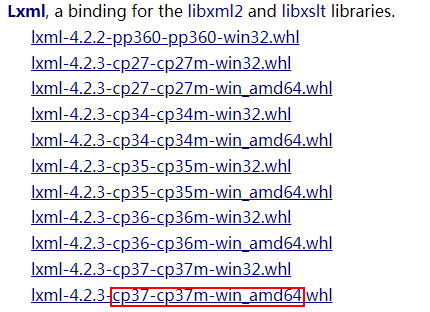 Lxml, a binding for the libxml2 and libxslt libraries.
lxml-4.2.2-pp360-pp360-win32.whl
lxml-4.2.3-cp27-cp27m-win32.whl
lxml-4.2.3-cp27-cp27m-win_amd64.whl
lxml-4.2.3-cp34-cp34m-win32.whl
lxml-4.2.3-cp34-cp34m-win_amd64.whl
lxml-4.2.3-cp35-cp35m-win32.whl
lxml-4.2.3-cp35-cp35m-win_amd64.whl
lxml-4.2.3-cp36-cp36m-win32.whl
lxml-4.2.3-cp36-cp36m-win_amd64.whl
lxml-4.2.3-cp37-cp37m-win32.whl
lxml-4.2.3-cp37-cp37m-win_amd64.whl